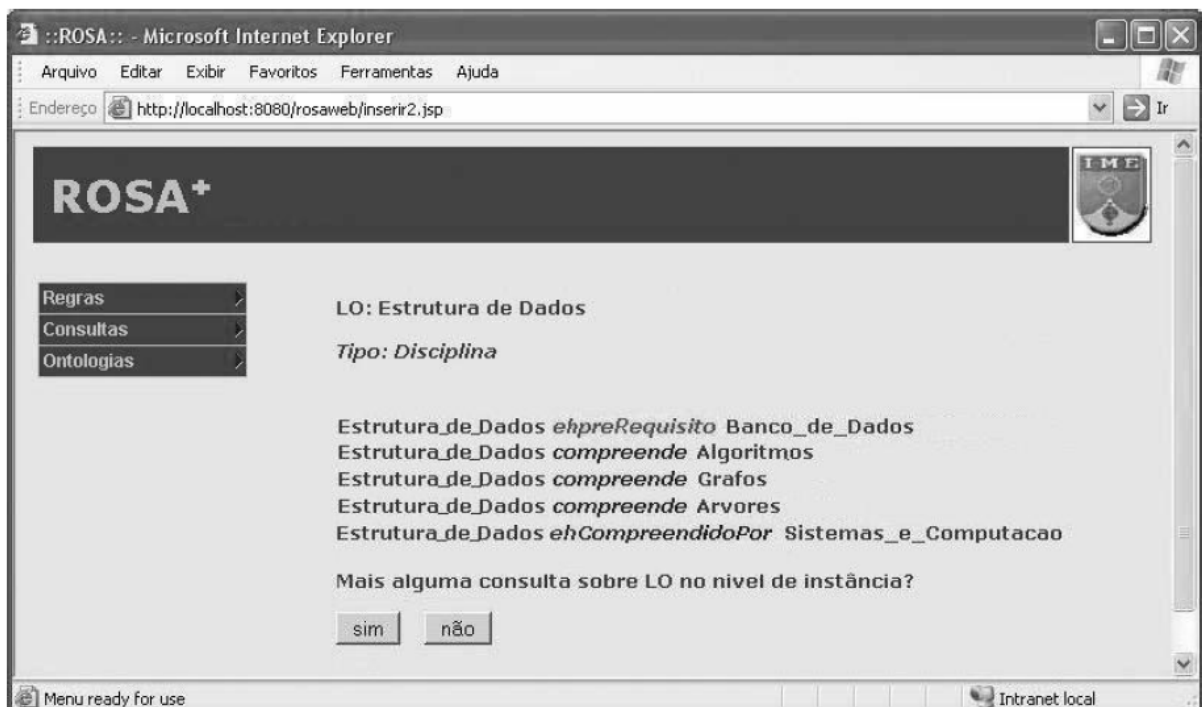 ::ROSA:: - Microsoft Internet Explorer
Arquivo Editar Exibir Favoritos Ferramentas Ajuda
Endereço http://localhost:8080/rosaweb/inserir2.jsp Ir
ROSA+
IME
Regras
Consultas
Ontologias
LO: Estrutura de Dados
Tipo: Disciplina
Estrutura_de_Dados ehpreRequisito Banco_de_Dados
Estrutura_de_Dados compreende Algoritmos
Estrutura_de_Dados compreende Grafos
Estrutura_de_Dados compreende Arvores
Estrutura_de_Dados ehCompreendidoPor Sistemas_e_Computacao
Mais alguma consulta sobre LO no nivel de instância?
sim não
Menu ready for use Intranet local